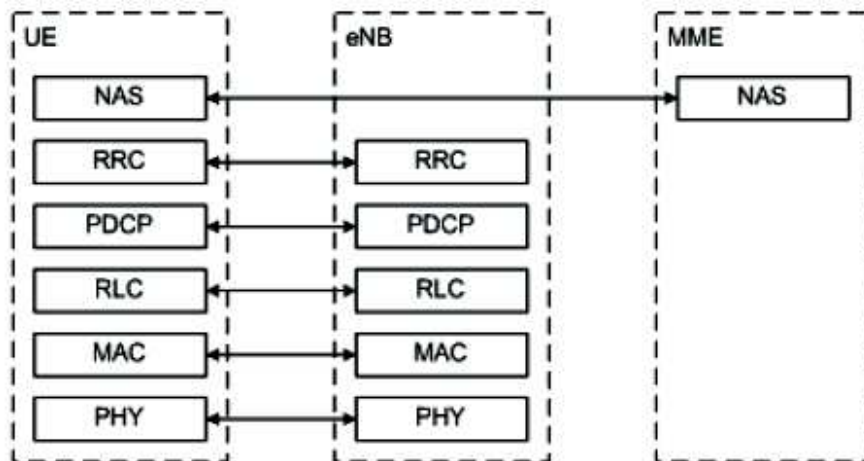 UE eNB MME
NAS NAS
RRC RRC
PDCP PDCP
RLC RLC
MAC MAC
PHY PHY